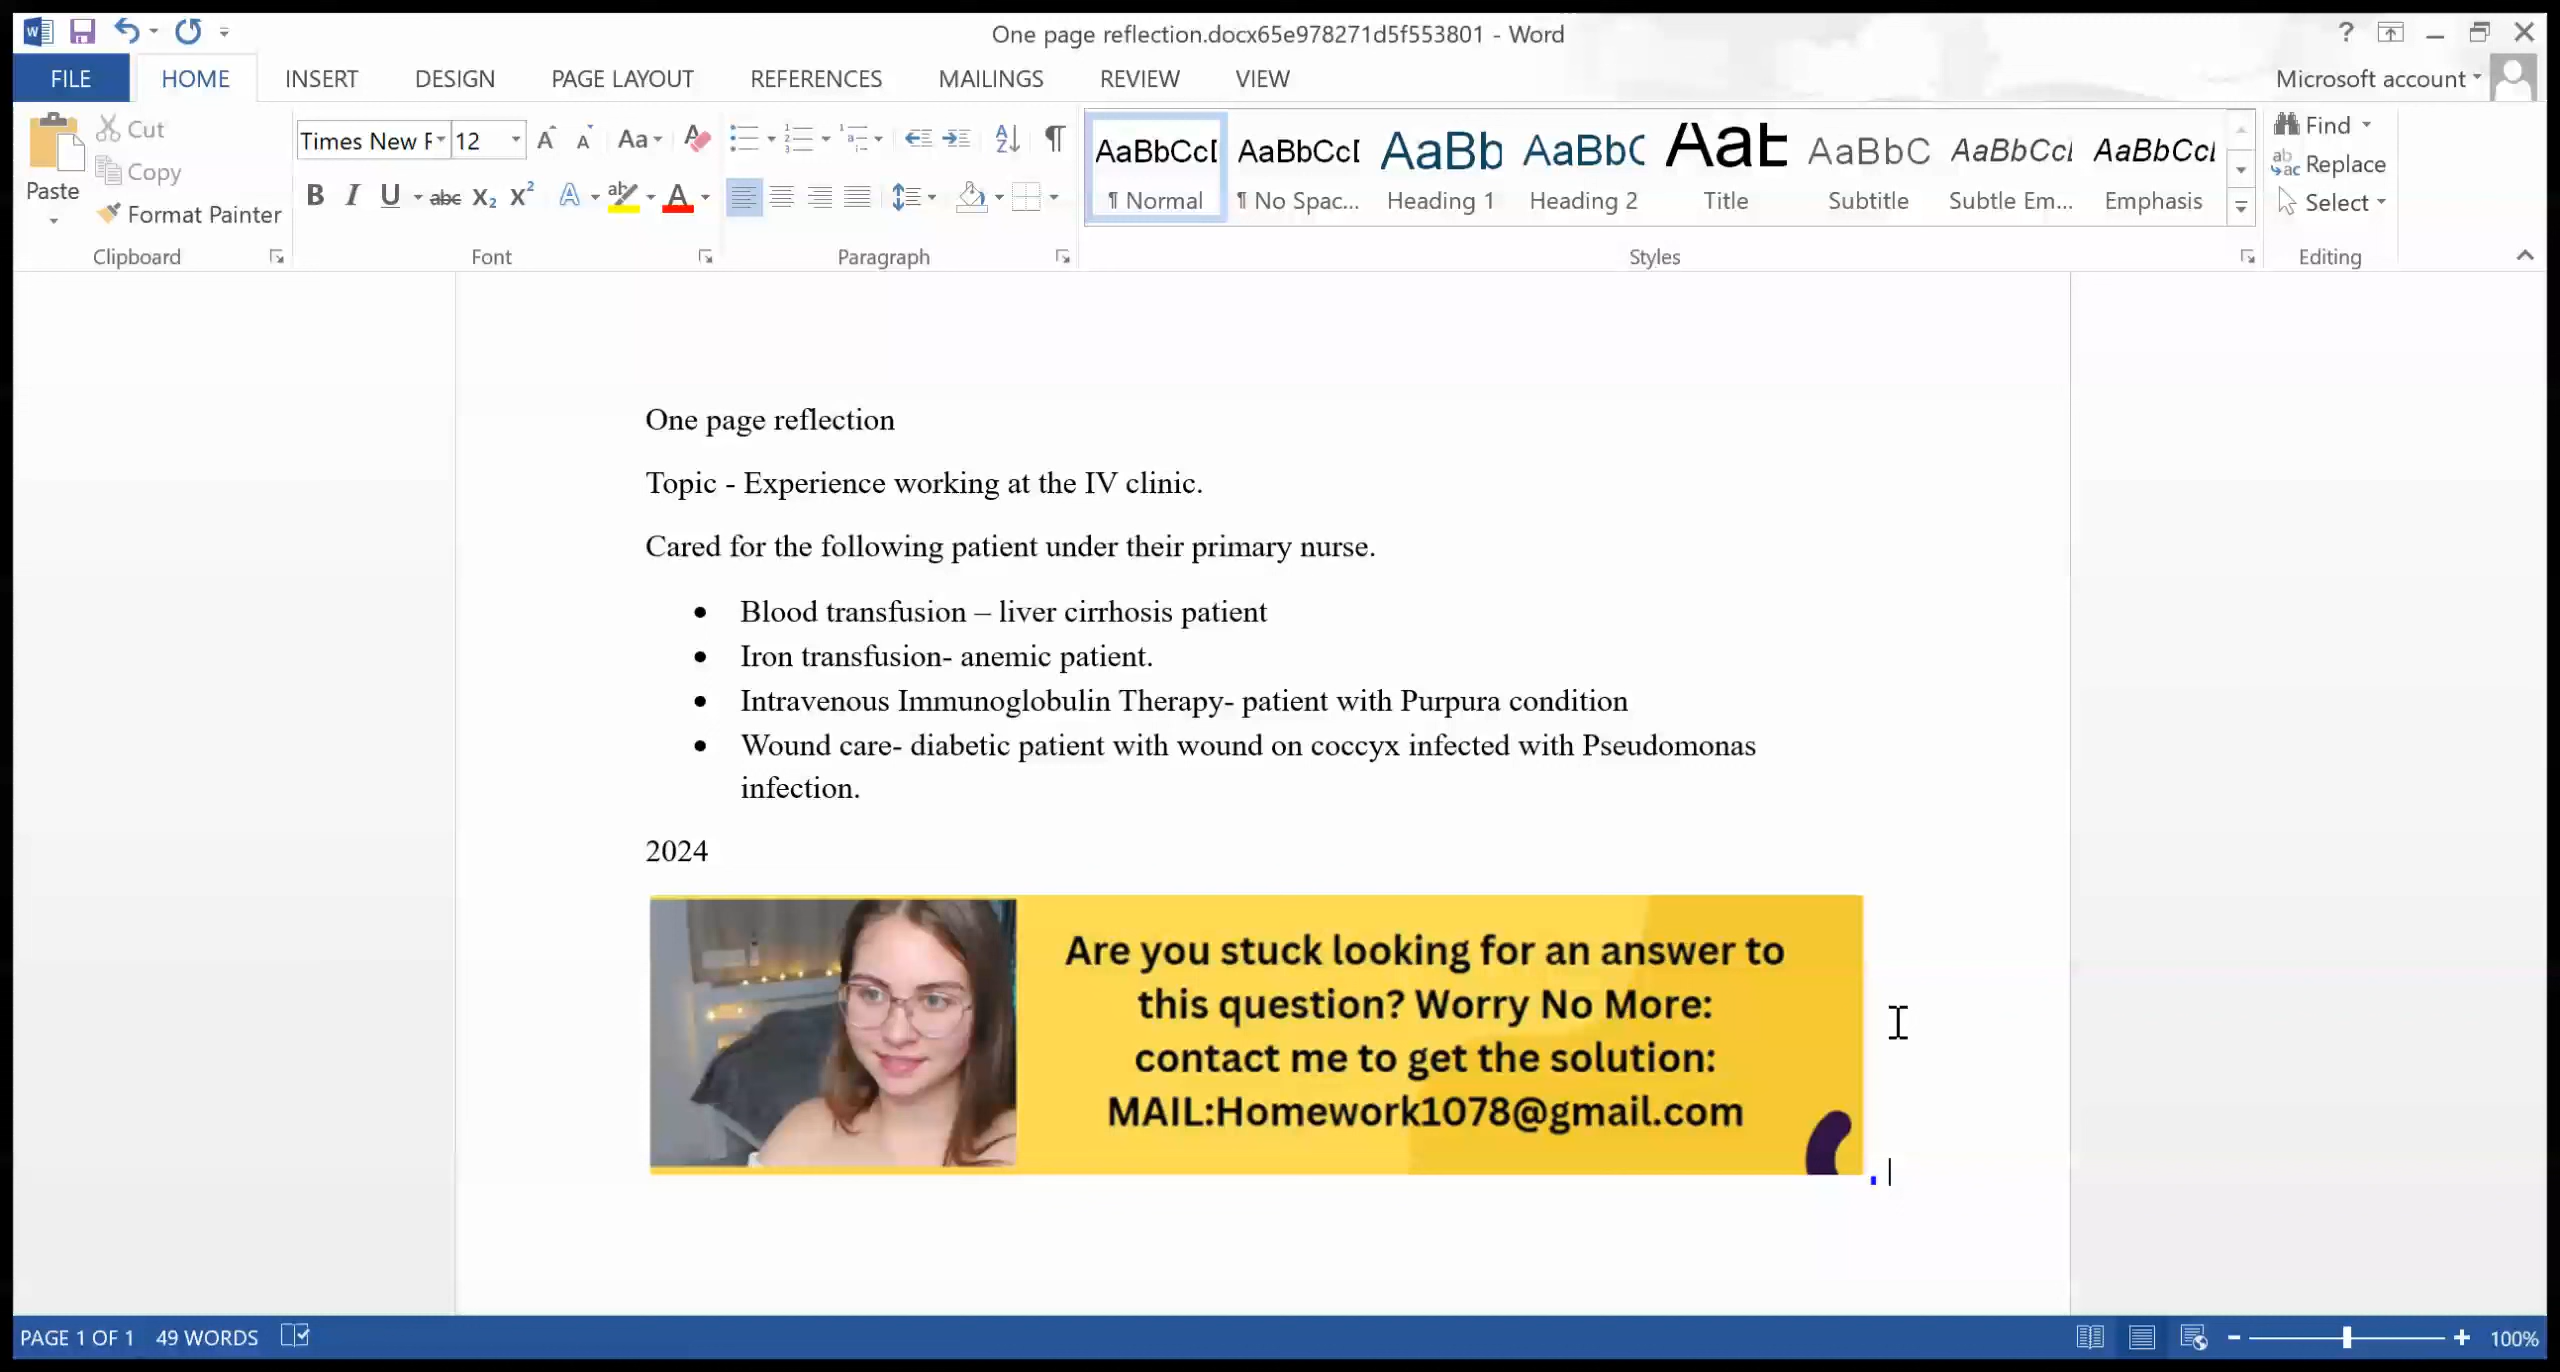 One page reflection.docx65e978271d5f553801 - Word
FILE HOME INSERT DESIGN PAGE LAYOUT REFERENCES MAILINGS REVIEW VIEW Microsoft account
Paste
Cut
Copy
Format Painter
Clipboard
Times New F 12
Font
Paragraph
AaBbCcI ¶ Normal
AaBbCcI ¶ No Spac...
AaBb Heading 1
AaBbC Heading 2
Aab Title
AaBbC Subtitle
AaBbCcI Subtle Em...
AaBbCcI Emphasis
Styles
Find
Replace
Select
Editing
One page reflection
Topic - Experience working at the IV clinic.
Cared for the following patient under their primary nurse.
• Blood transfusion – liver cirrhosis patient
• Iron transfusion- anemic patient.
• Intravenous Immunoglobulin Therapy- patient with Purpura condition
• Wound care- diabetic patient with wound on coccyx infected with Pseudomonas
infection.
2024
Are you stuck looking for an answer to
this question? Worry No More:
contact me to get the solution:
MAIL:Homework1078@gmail.com
PAGE 1 OF 1 49 WORDS 100%